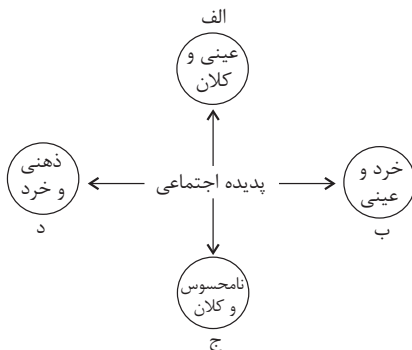 الف
عینی و
کلان
خرد و
عینی
ب
پدیده اجتماعی
ذهنی
و خرد
د
نامحسوس
و کلان
ج